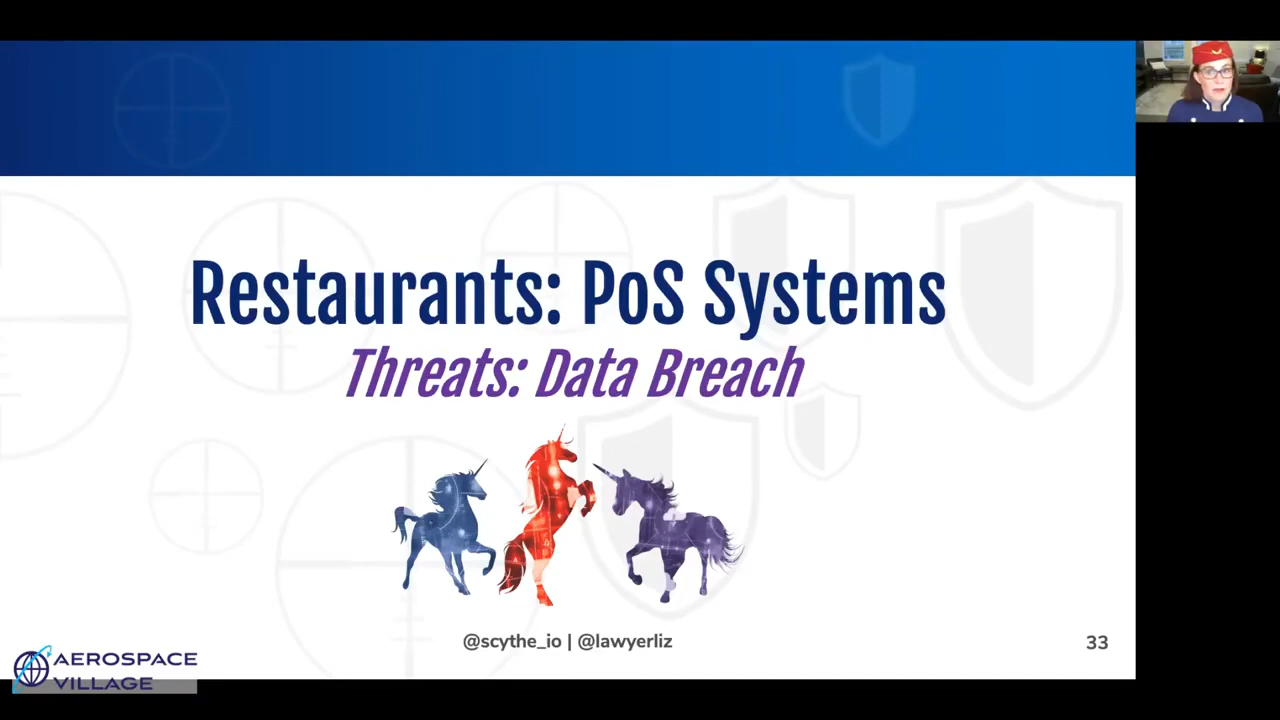 Restaurants: PoS Systems
Threats: Data Breach
@scythe_io | @lawyerliz
33
AEROSPACE
VILLAGE